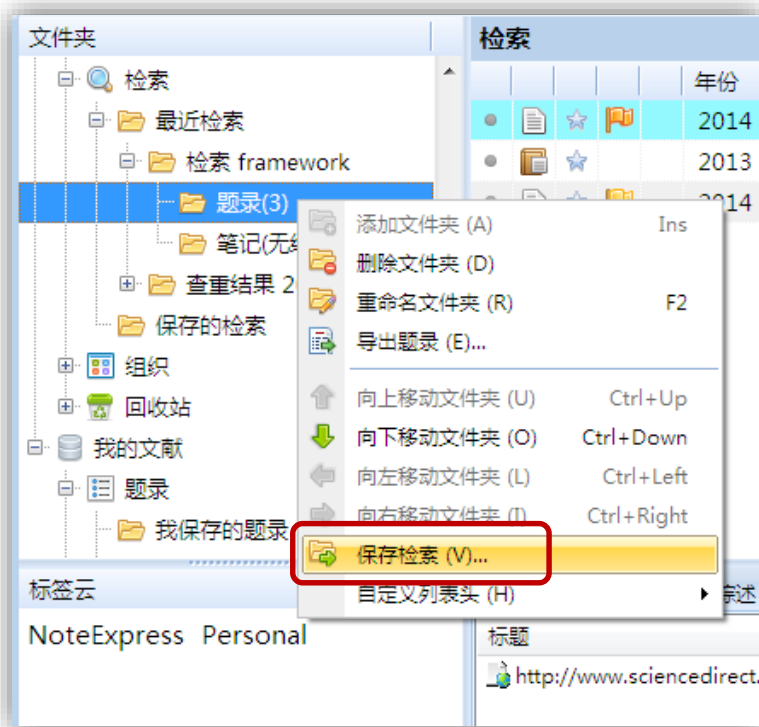 文件夹
检索
最近检索
检索 framework
题录(3)
笔记(无
查重结果 2
保存的检索
组织
回收站
我的文献
题录
我保存的题录
标签云
NoteExpress Personal
检索
年份
2014
2013
2014
添加文件夹 (A) Ins
删除文件夹 (D)
重命名文件夹 (R) F2
导出题录 (E)...
向上移动文件夹 (U) Ctrl+Up
向下移动文件夹 (O) Ctrl+Down
向左移动文件夹 (L) Ctrl+Left
向右移动文件夹 (I) Ctrl+Right
保存检索 (V)...
自定义列表头 (H)
综述
标题
http://www.sciencedirect.